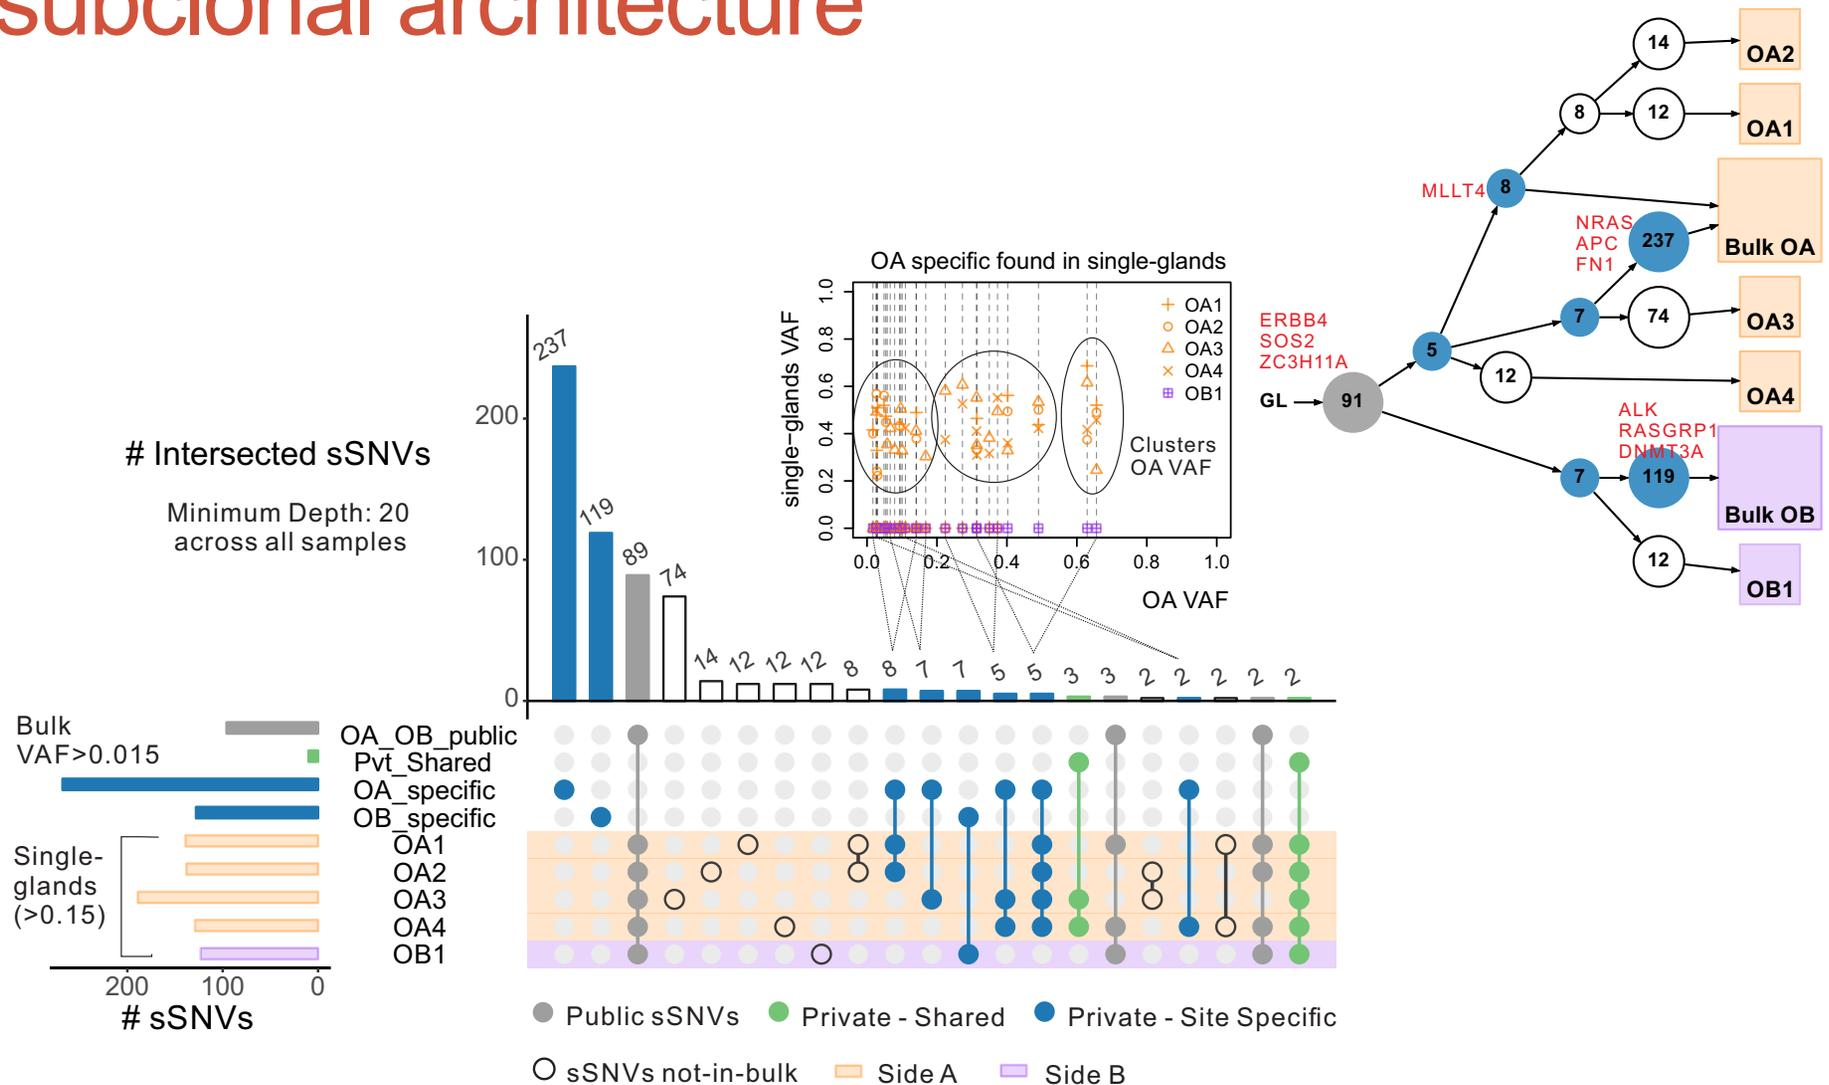 subclonal architecture
14
OA2
8
12
OA1
MLLT4
8
NRAS
APC
FN1
237
Bulk OA
OA specific found in single-glands
single-glands VAF
1.0
0.8
0.6
0.4
0.2
0.0
OA1
OA2
OA3
OA4
OB1
Clusters
OA VAF
0.0
0.2
0.4
0.6
0.8
1.0
OA VAF
ERBB4
SOS2
ZC3H11A
GL
91
5
7
74
OA3
12
OA4
ALK
RASGRP1
DNMT3A
7
119
Bulk OB
12
OB1
# Intersected sSNVs
Minimum Depth: 20
across all samples
200
100
0
237
119
89
74
14
12
12
12
8
8
7
7
5
5
3
3
2
2
2
2
2
Bulk
VAF>0.015
Single-
glands
(>0.15)
OA_OB_public
Pvt_Shared
OA_specific
OB_specific
OA1
OA2
OA3
OA4
OB1
200
100
0
# sSNVs
Public sSNVs
Private - Shared
Private - Site Specific
sSNVs not-in-bulk
Side A
Side B